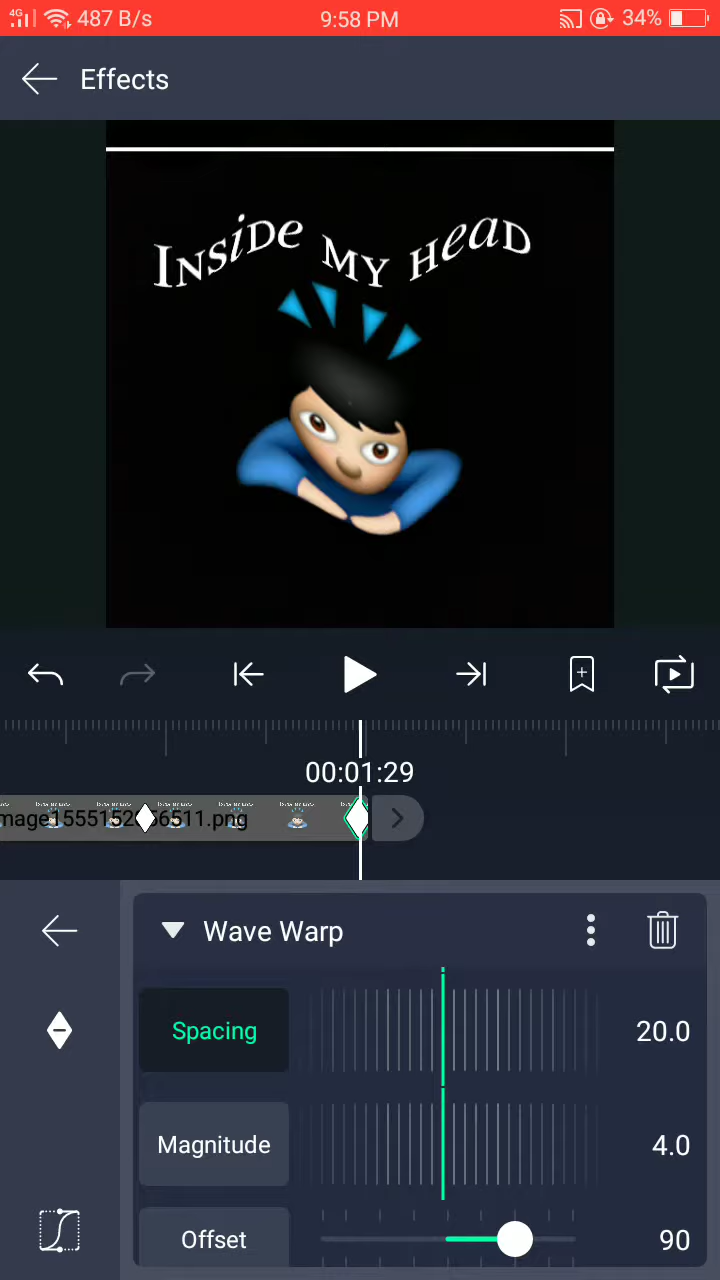 4G 487 B/s 9:58 PM 34%
Effects
INSiDe MY HeaD
00:01:29
Wave Warp
Spacing 20.0
Magnitude 4.0
Offset 90